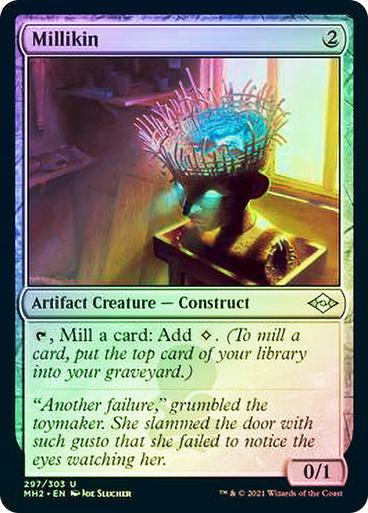 Millikin 2
Artifact Creature — Construct
, Mill a card: Add . (To mill a
card, put the top card of your library
into your graveyard.)
“Another failure,” grumbled the
toymaker. She slammed the door with
such gusto that she failed to notice the
eyes watching her.
0/1
297/303 U
MH2 • EN Joe Slucher ™ & © 2021 Wizards of the Coast